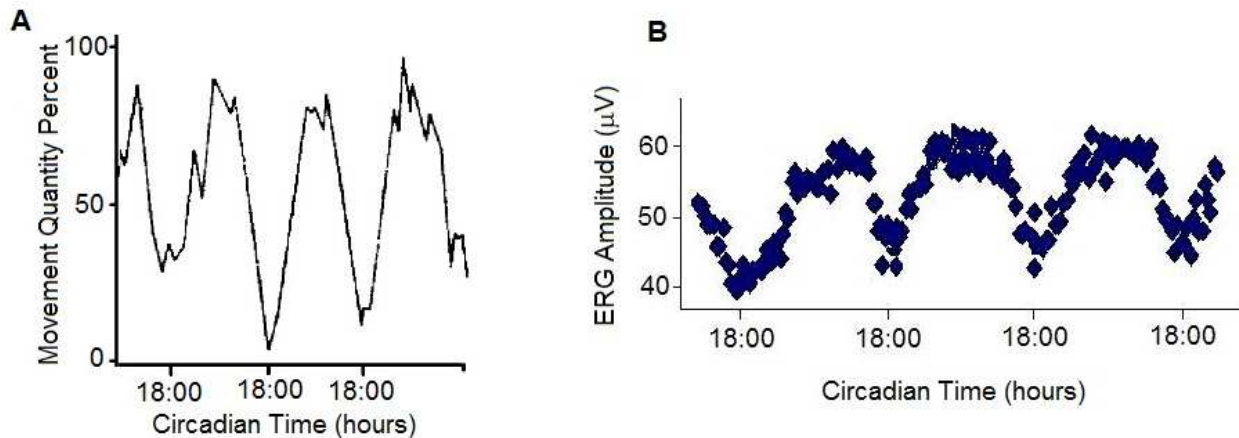 A
Movement Quantity Percent
100
50
0
18:00 18:00 18:00
Circadian Time (hours)
B
ERG Amplitude (μV)
60
50
40
18:00 18:00 18:00 18:00
Circadian Time (hours)